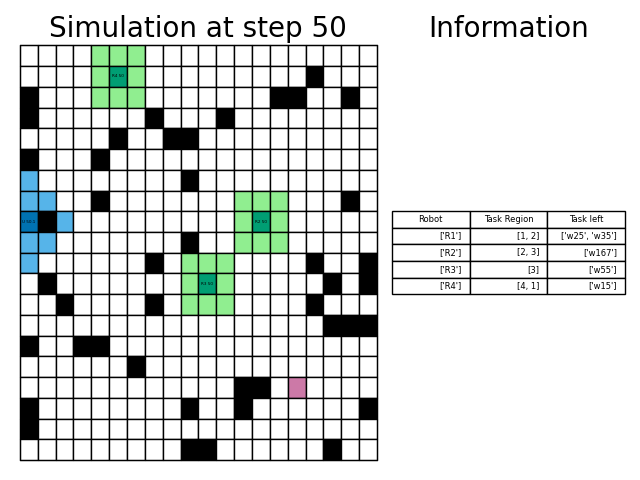 Simulation at step 50
Information
Robot Task Region Task left
['R1'] [1, 2] ['w25', 'w35']
['R2'] [2, 3] ['w167']
['R3'] [3] ['w55']
['R4'] [4, 1] ['w15']